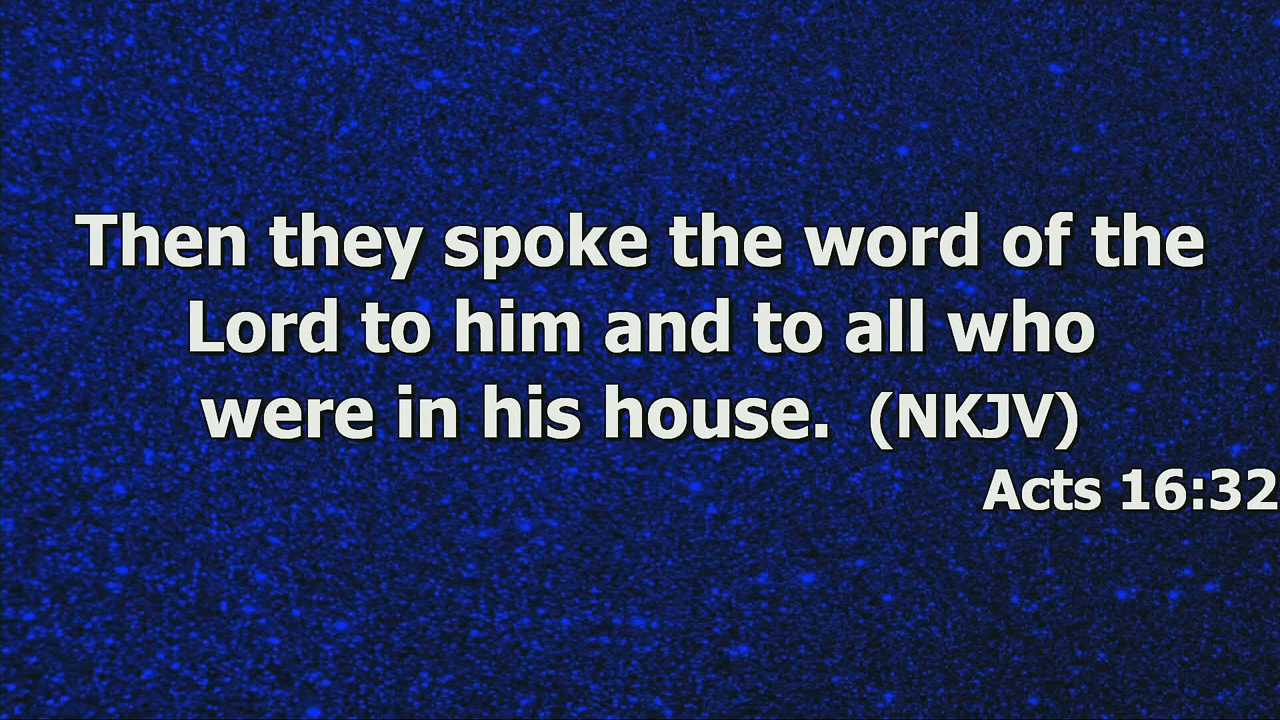 Then they spoke the word of the
Lord to him and to all who
were in his house.  (NKJV)
Acts 16:32